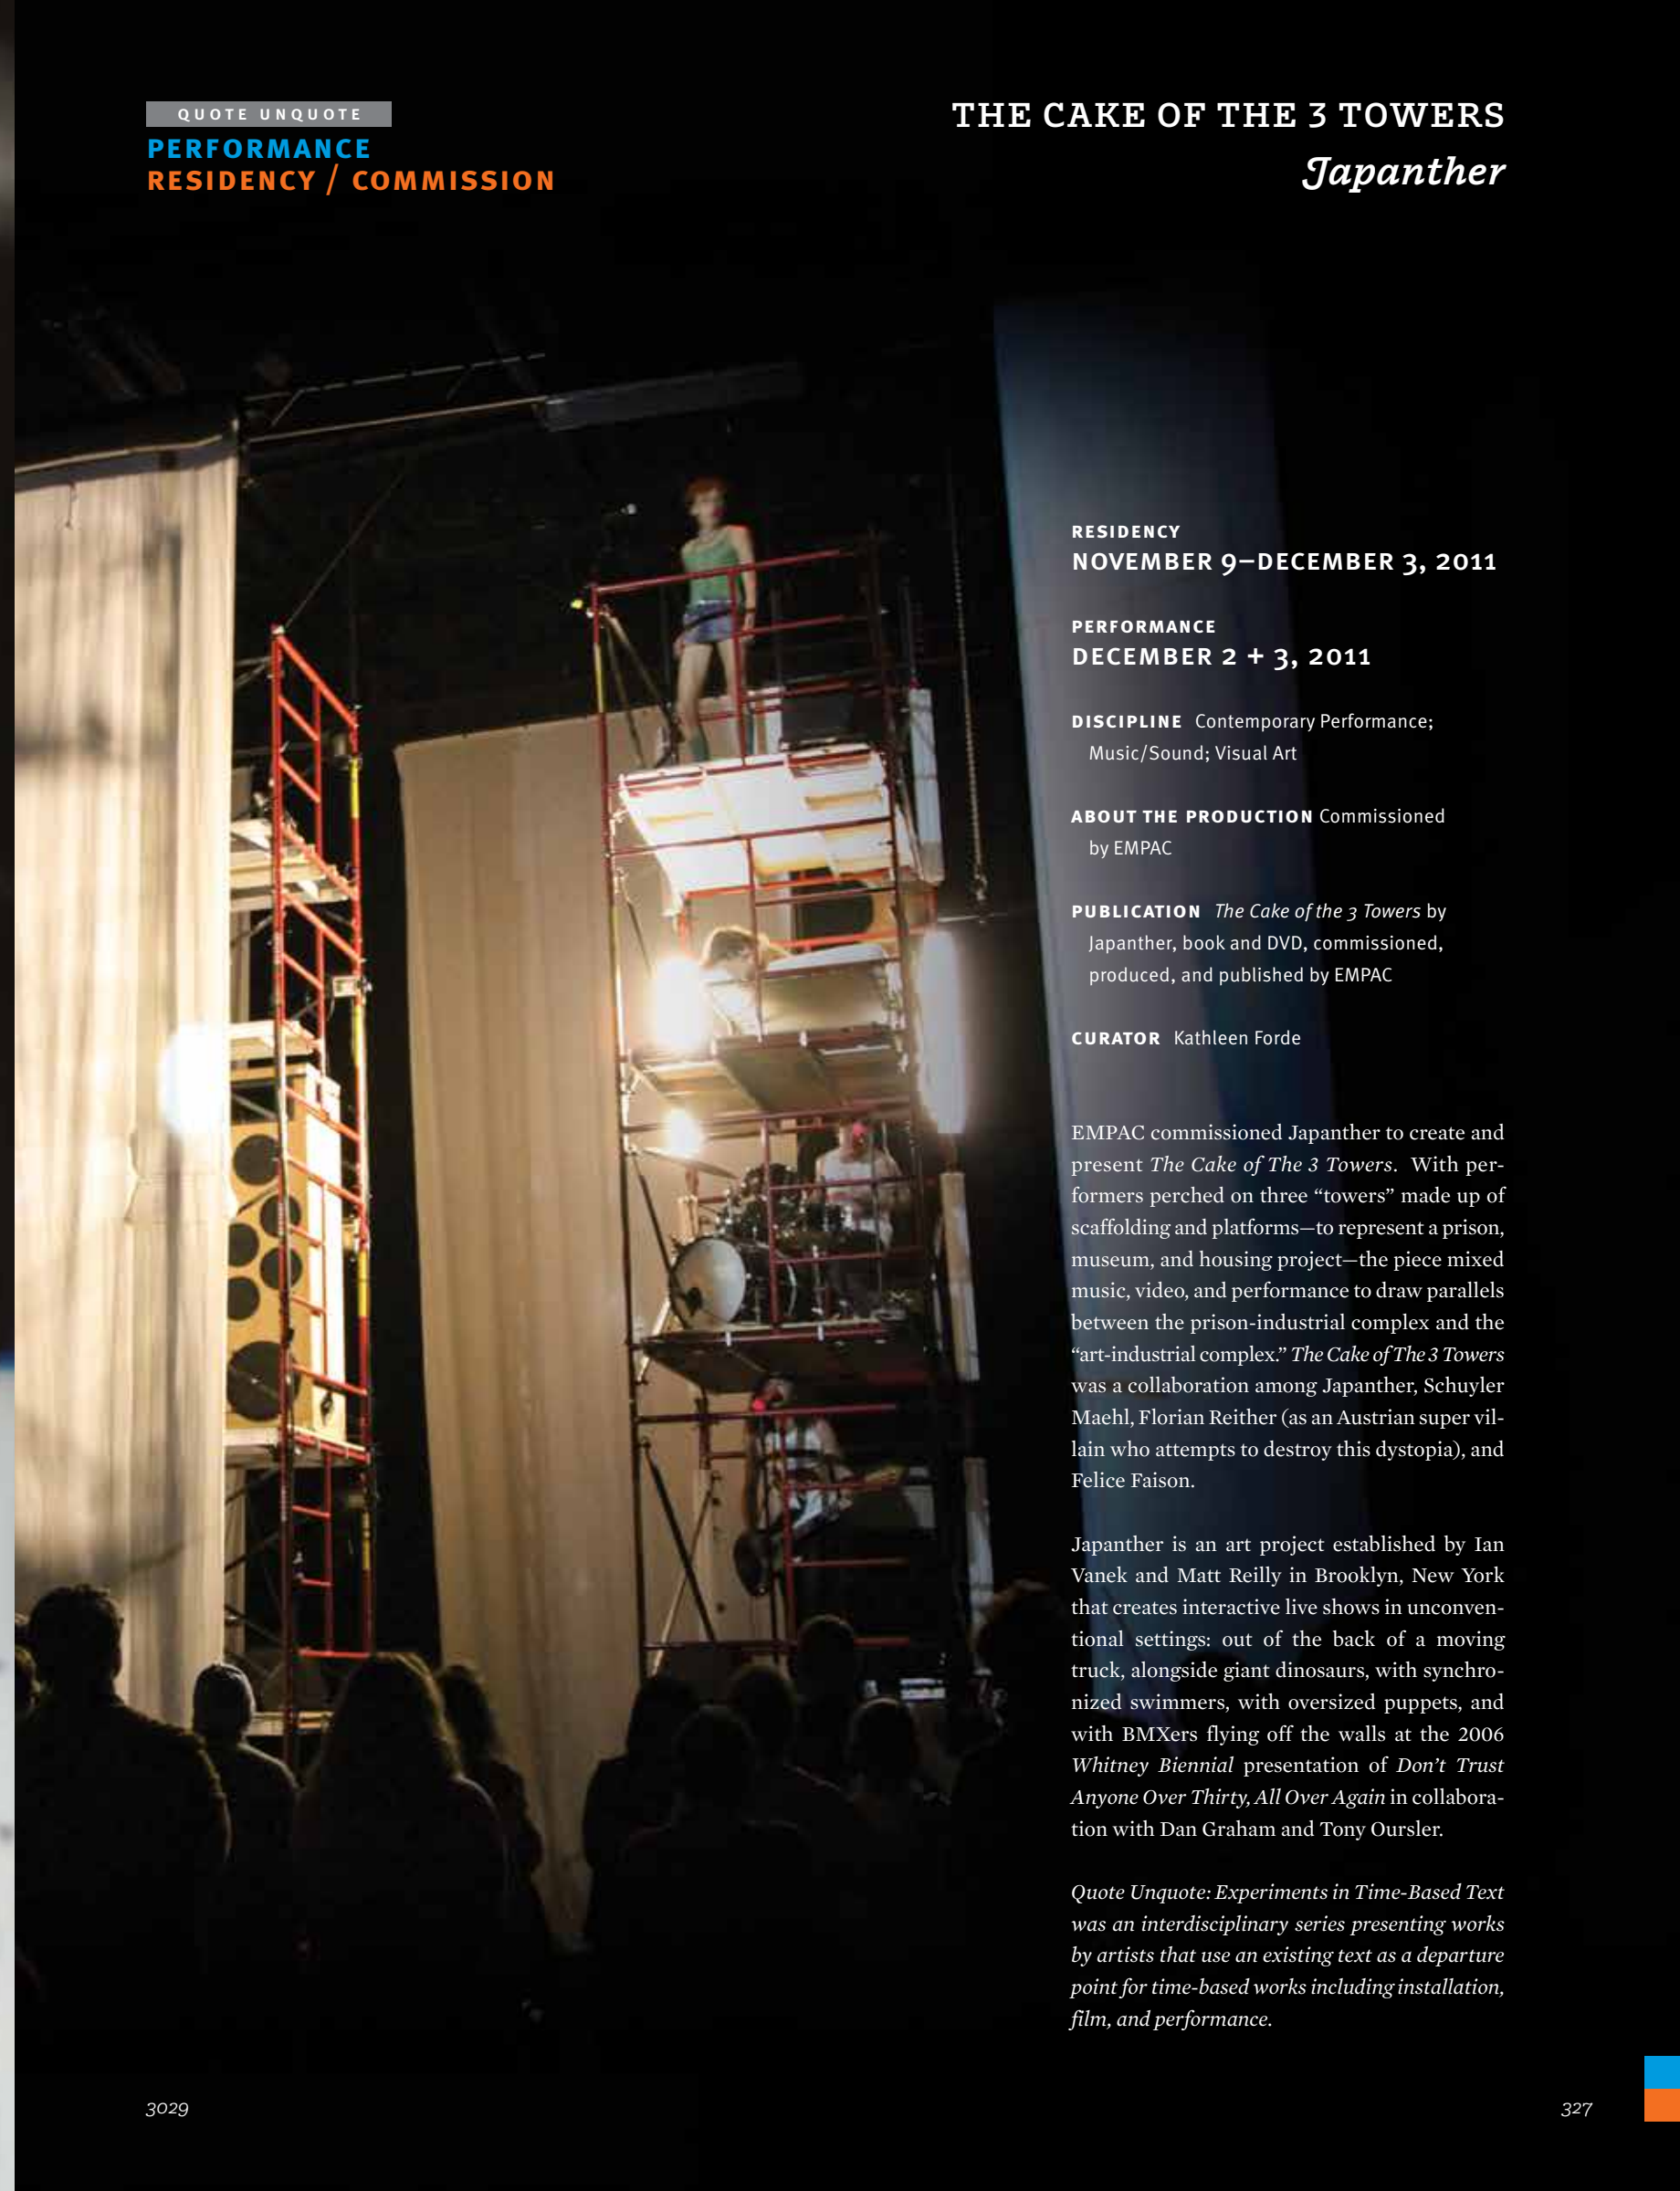 QUOTE UNQUOTE
PERFORMANCE
RESIDENCY / COMMISSION
THE CAKE OF THE 3 TOWERS
Japanther
RESIDENCY
NOVEMBER 9–DECEMBER 3, 2011
PERFORMANCE
DECEMBER 2 + 3, 2011
DISCIPLINE Contemporary Performance;
Music/Sound; Visual Art
ABOUT THE PRODUCTION Commissioned
by EMPAC
PUBLICATION The Cake of the 3 Towers by
Japanther, book and DVD, commissioned,
produced, and published by EMPAC
CURATOR Kathleen Forde
EMPAC commissioned Japanther to create and
present The Cake of The 3 Towers. With per-
formers perched on three “towers” made up of
scaffolding and platforms—to represent a prison,
museum, and housing project—the piece mixed
music, video, and performance to draw parallels
between the prison-industrial complex and the
“art-industrial complex.” The Cake of The 3 Towers
was a collaboration among Japanther, Schuyler
Maehl, Florian Reither (as an Austrian super vil-
lain who attempts to destroy this dystopia), and
Felice Faison.
Japanther is an art project established by Ian
Vanek and Matt Reilly in Brooklyn, New York
that creates interactive live shows in unconven-
tional settings: out of the back of a moving
truck, alongside giant dinosaurs, with synchro-
nized swimmers, with oversized puppets, and
with BMXers flying off the walls at the 2006
Whitney Biennial presentation of Don’t Trust
Anyone Over Thirty, All Over Again in collabora-
tion with Dan Graham and Tony Oursler.
Quote Unquote: Experiments in Time-Based Text
was an interdisciplinary series presenting works
by artists that use an existing text as a departure
point for time-based works including installation,
film, and performance.
3029
327